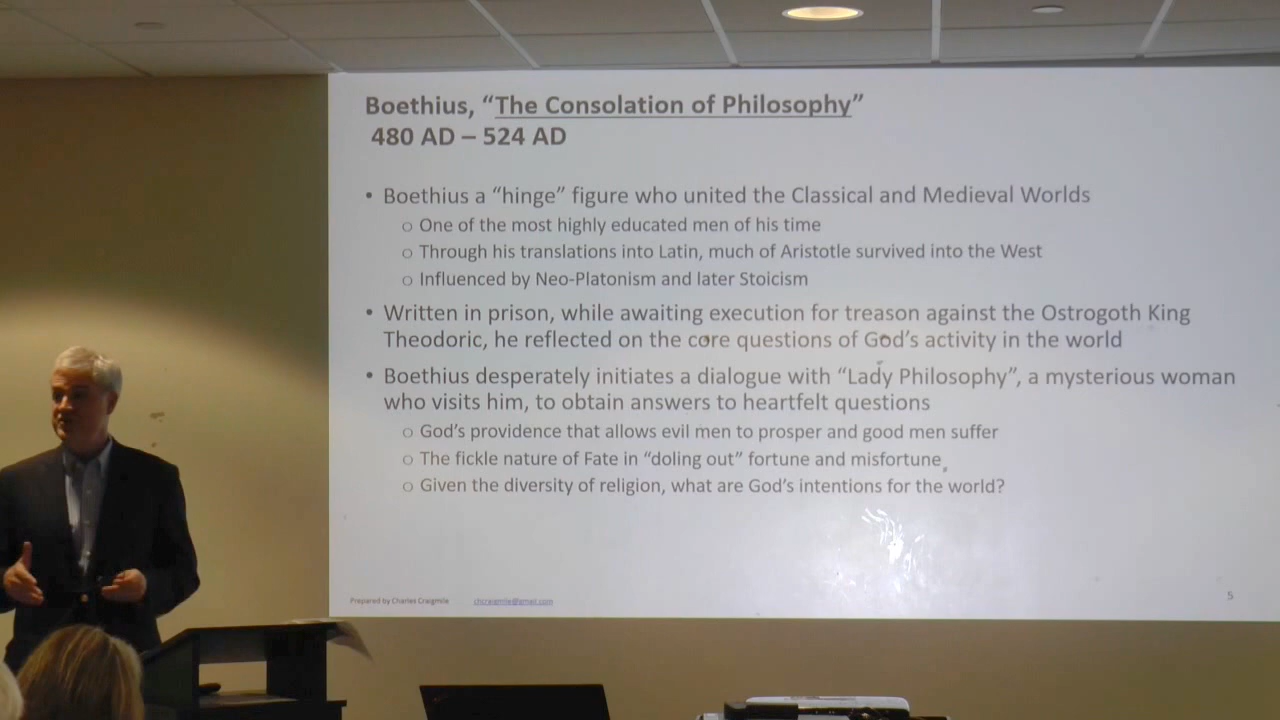 Boethius, “The Consolation of Philosophy”
480 AD – 524 AD
• Boethius a “hinge” figure who united the Classical and Medieval Worlds
o One of the most highly educated men of his time
o Through his translations into Latin, much of Aristotle survived into the West
o Influenced by Neo-Platonism and later Stoicism
• Written in prison, while awaiting execution for treason against the Ostrogoth King
Theodoric, he reflected on the core questions of God’s activity in the world
• Boethius desperately initiates a dialogue with “Lady Philosophy”, a mysterious woman
who visits him, to obtain answers to heartfelt questions
o God’s providence that allows evil men to prosper and good men suffer
o The fickle nature of Fate in “doling out” fortune and misfortune
o Given the diversity of religion, what are God’s intentions for the world?
Prepared by Charles Craigmile
5